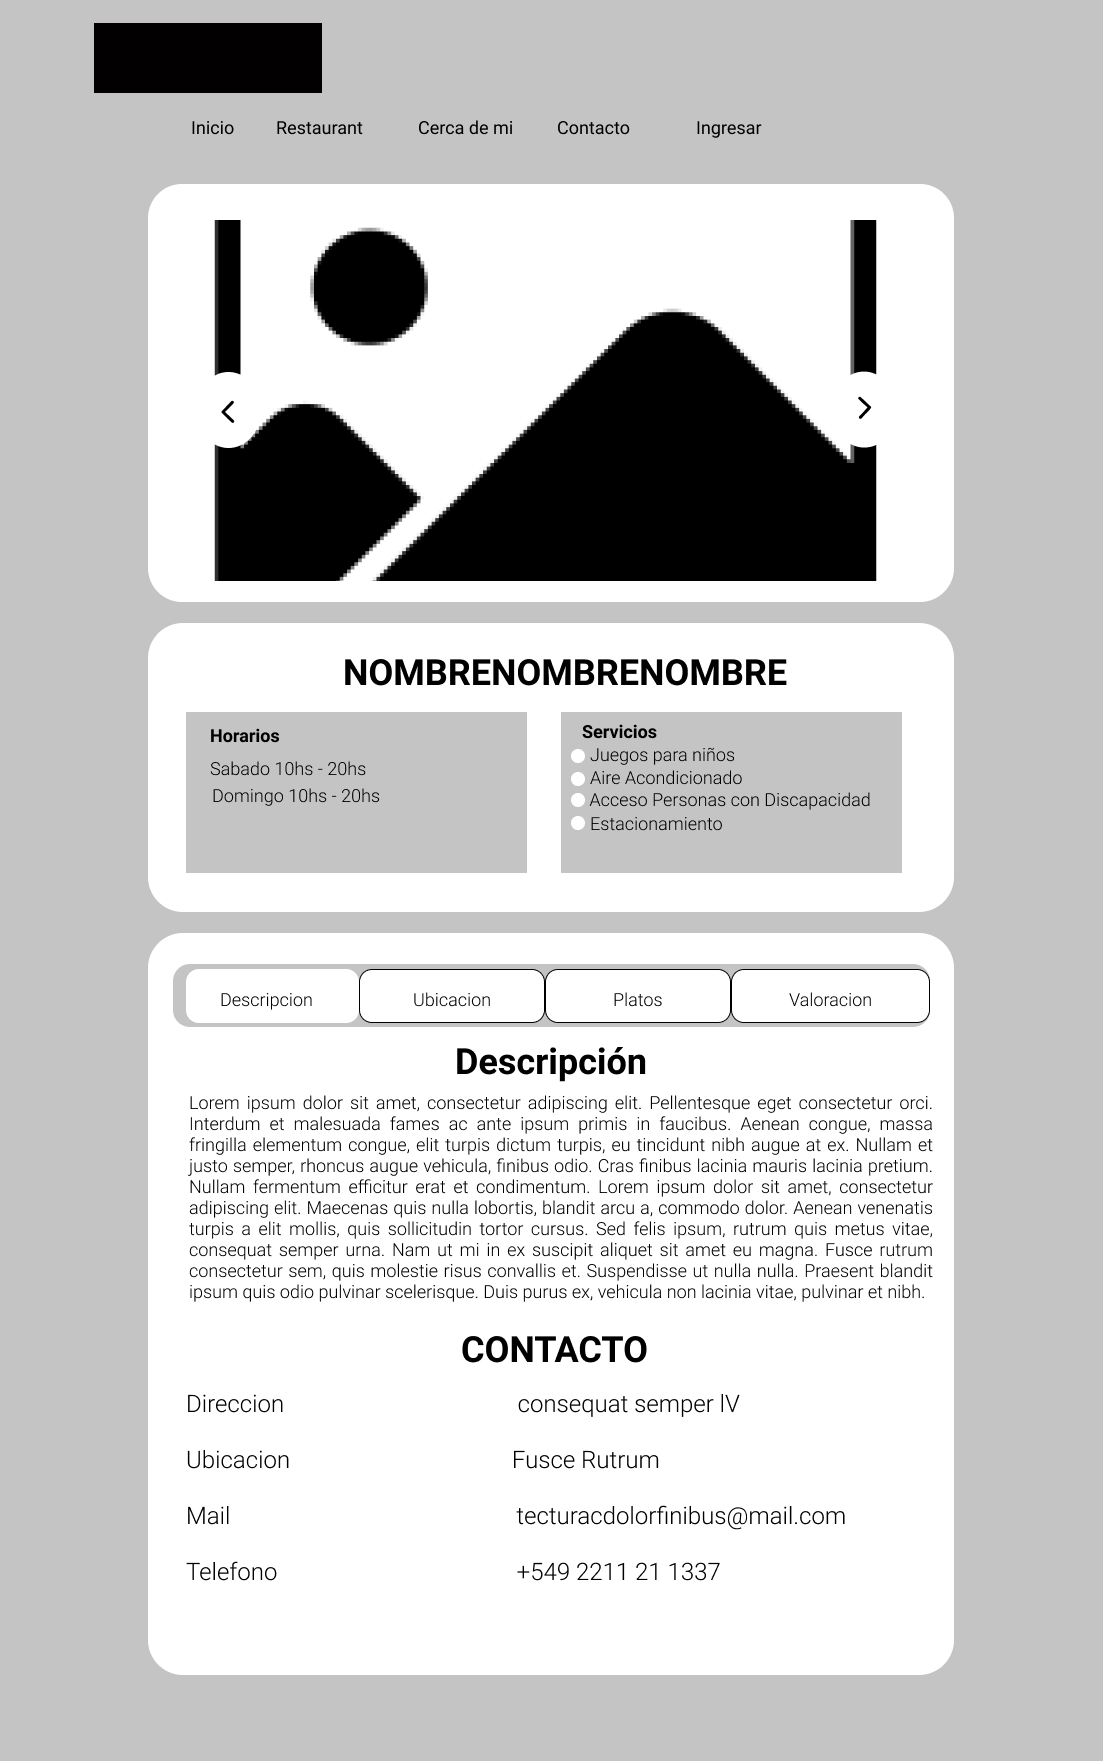 Inicio Restaurant Cerca de mi Contacto Ingresar
NOMBRENOMBRENOMBRE
Horarios
Sabado 10hs - 20hs
Domingo 10hs - 20hs
Servicios
Juegos para niños
Aire Acondicionado
Acceso Personas con Discapacidad
Estacionamiento
Descripcion Ubicacion Platos Valoracion
Descripción
Lorem ipsum dolor sit amet, consectetur adipiscing elit. Pellentesque eget consectetur orci.
Interdum et malesuada fames ac ante ipsum primis in faucibus. Aenean congue, massa
fringilla elementum congue, elit turpis dictum turpis, eu tincidunt nibh augue at ex. Nullam et
justo semper, rhoncus augue vehicula, finibus odio. Cras finibus lacinia mauris lacinia pretium.
Nullam fermentum efficitur erat et condimentum. Lorem ipsum dolor sit amet, consectetur
adipiscing elit. Maecenas quis nulla lobortis, blandit arcu a, commodo dolor. Aenean venenatis
turpis a elit mollis, quis sollicitudin tortor cursus. Sed felis ipsum, rutrum quis metus vitae,
consequat semper urna. Nam ut mi in ex suscipit aliquet sit amet eu magna. Fusce rutrum
consectetur sem, quis molestie risus convallis et. Suspendisse ut nulla nulla. Praesent blandit
ipsum quis odio pulvinar scelerisque. Duis purus ex, vehicula non lacinia vitae, pulvinar et nibh.
CONTACTO
Direccion consequat semper lV
Ubicacion Fusce Rutrum
Mail tecturacdolorfinibus@mail.com
Telefono +549 2211 21 1337